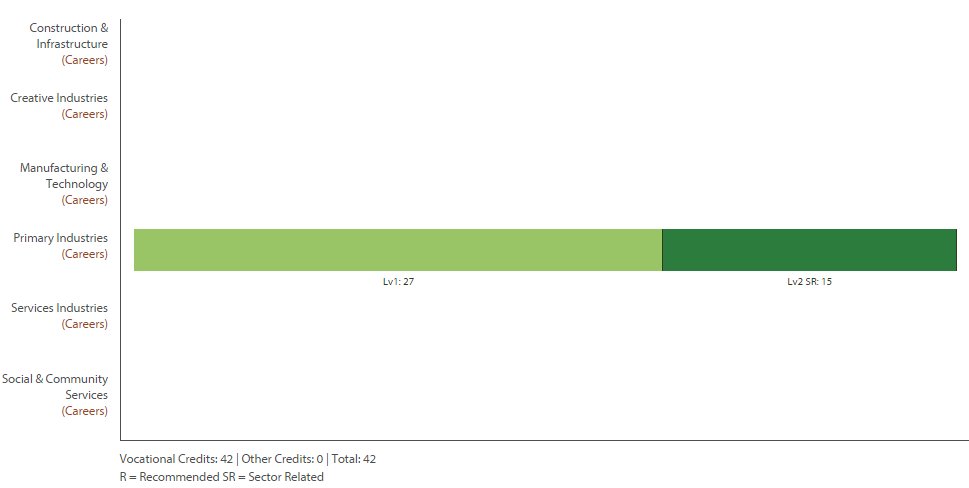 Construction &
Infrastructure
(Careers)
Creative Industries
(Careers)
Manufacturing &
Technology
(Careers)
Primary Industries
(Careers)
Lv1: 27
Lv2 SR: 15
Services Industries
(Careers)
Social & Community
Services
(Careers)
Vocational Credits: 42 | Other Credits: 0 | Total: 42
R = Recommended SR = Sector Related